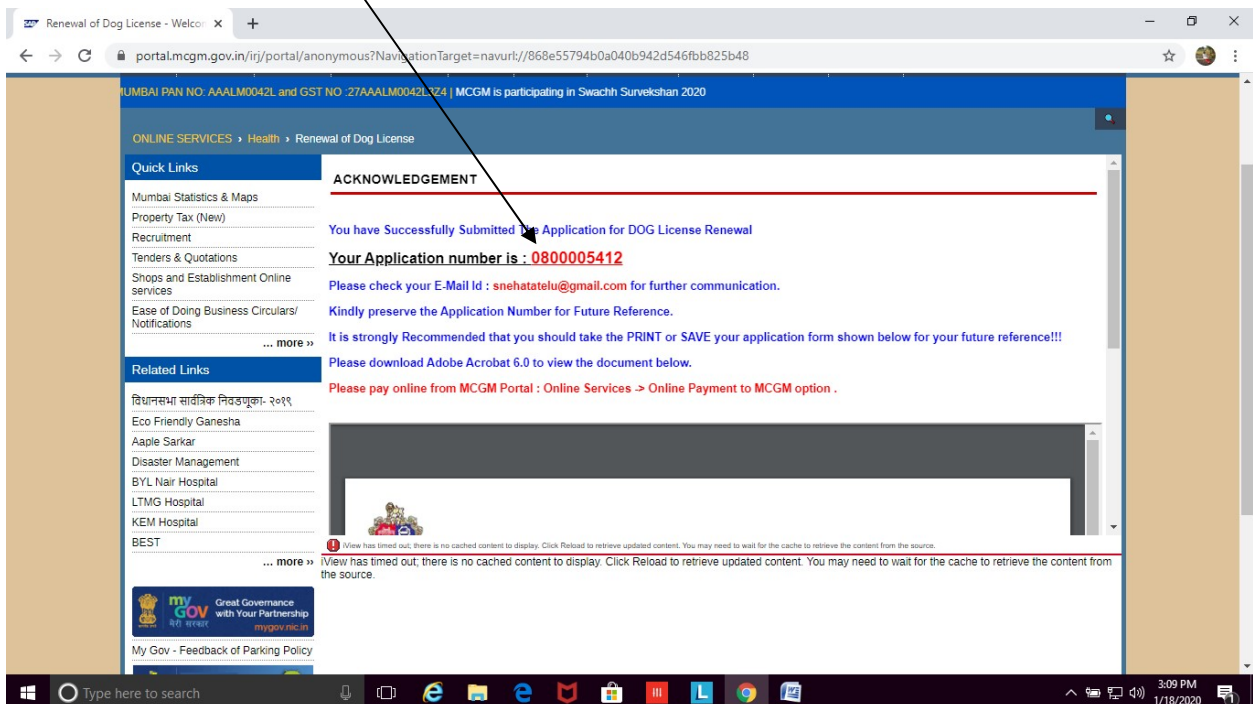 Renewal of Dog License - Welcor
portal.mcgm.gov.in/irj/portal/anonymous?NavigationTarget=navurl://868e55794b0a040b942d546fbb825b48
MUMBAI PAN NO: AAALM0042L and GST NO :27AAALM0042L3Z4 | MCGM is participating in Swachh Survekshan 2020
ONLINE SERVICES › Health › Renewal of Dog License
Quick Links
Mumbai Statistics & Maps
Property Tax (New)
Recruitment
Tenders & Quotations
Shops and Establishment Online
services
Ease of Doing Business Circulars/
Notifications
... more ››
Related Links
विधानसभा सार्वत्रिक निवडणूका- २०१९
Eco Friendly Ganesha
Aaple Sarkar
Disaster Management
BYL Nair Hospital
LTMG Hospital
KEM Hospital
BEST
... more ››
my GOV
मेरी सरकार
Great Governance
with Your Partnership
mygov.nic.in
My Gov - Feedback of Parking Policy
ACKNOWLEDGEMENT
You have Successfully Submitted The Application for DOG License Renewal
Your Application number is : 0800005412
Please check your E-Mail Id : snehatatelu@gmail.com for further communication.
Kindly preserve the Application Number for Future Reference.
It is strongly Recommended that you should take the PRINT or SAVE your application form shown below for your future reference!!!
Please download Adobe Acrobat 6.0 to view the document below.
Please pay online from MCGM Portal : Online Services -> Online Payment to MCGM option .
iView has timed out; there is no cached content to display. Click Reload to retrieve updated content. You may need to wait for the cache to retrieve the content from the source.
iView has timed out; there is no cached content to display. Click Reload to retrieve updated content. You may need to wait for the cache to retrieve the content from
the source.
Type here to search
3:09 PM
1/18/2020